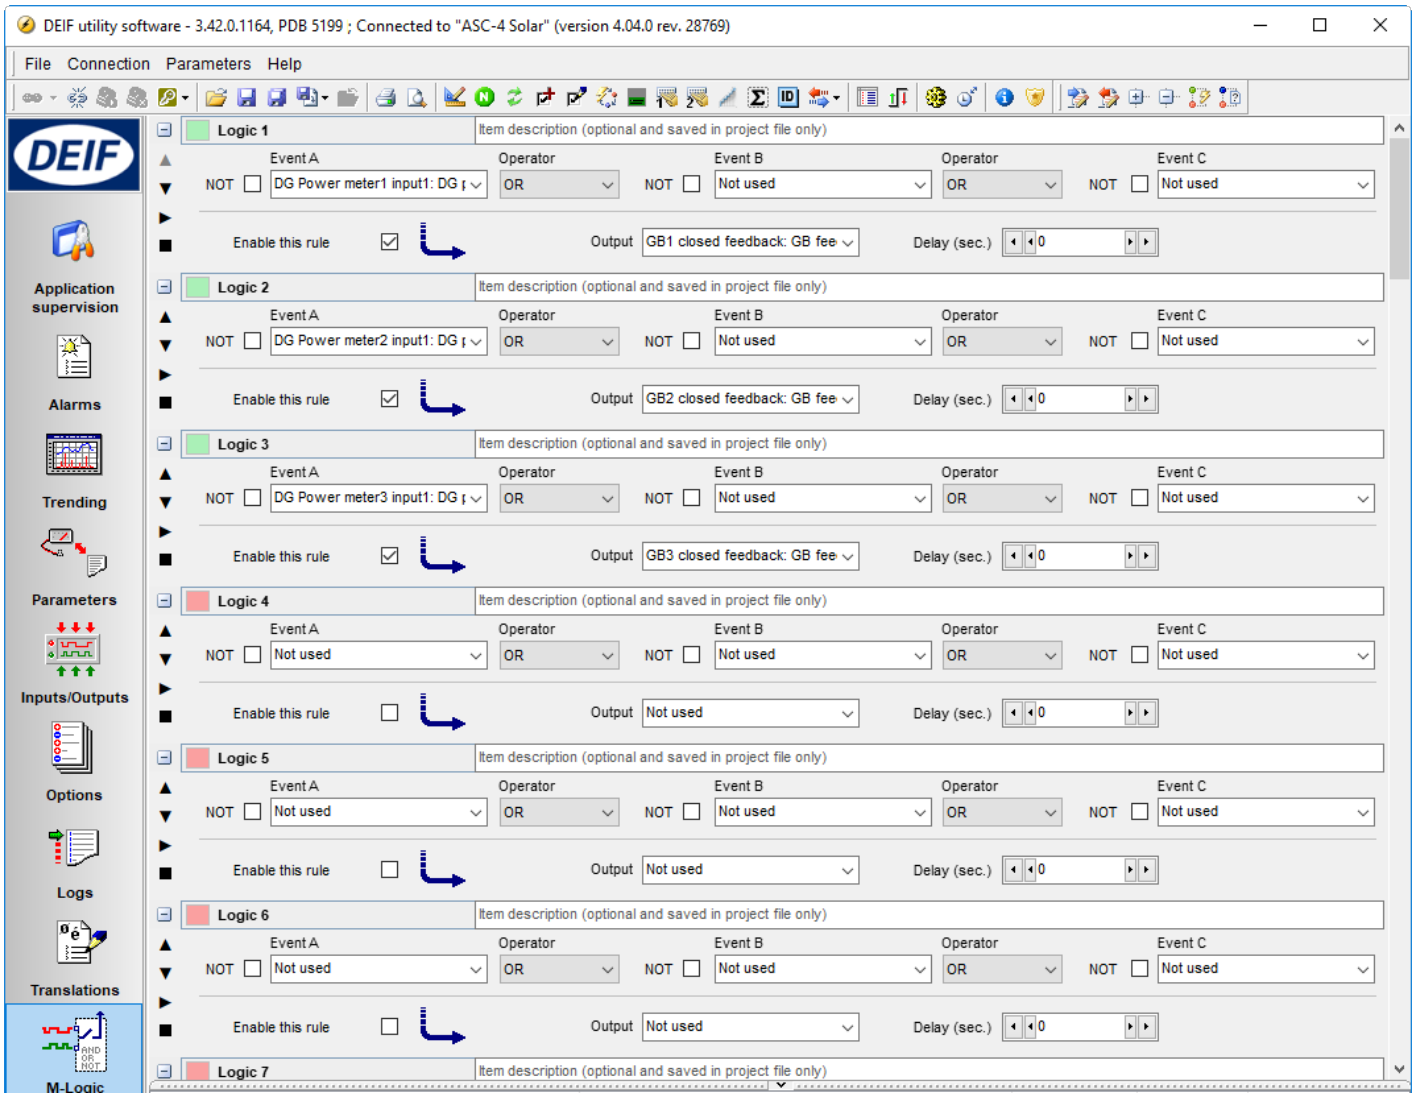 DEIF utility software - 3.42.0.1164, PDB 5199 ; Connected to "ASC-4 Solar" (version 4.04.0 rev. 28769)
File Connection Parameters Help
DEIF
Application
supervision
Alarms
Trending
Parameters
Inputs/Outputs
Options
Logs
Translations
AND
OR
NOT
M-Logic
Logic 1 Item description (optional and saved in project file only)
Event A Operator Event B Operator Event C
NOT DG Power meter1 input1: DG p OR NOT Not used OR NOT Not used
Enable this rule Output GB1 closed feedback: GB fee Delay (sec.) 0
Logic 2 Item description (optional and saved in project file only)
Event A Operator Event B Operator Event C
NOT DG Power meter2 input1: DG p OR NOT Not used OR NOT Not used
Enable this rule Output GB2 closed feedback: GB fee Delay (sec.) 0
Logic 3 Item description (optional and saved in project file only)
Event A Operator Event B Operator Event C
NOT DG Power meter3 input1: DG p OR NOT Not used OR NOT Not used
Enable this rule Output GB3 closed feedback: GB fee Delay (sec.) 0
Logic 4 Item description (optional and saved in project file only)
Event A Operator Event B Operator Event C
NOT Not used OR NOT Not used OR NOT Not used
Enable this rule Output Not used Delay (sec.) 0
Logic 5 Item description (optional and saved in project file only)
Event A Operator Event B Operator Event C
NOT Not used OR NOT Not used OR NOT Not used
Enable this rule Output Not used Delay (sec.) 0
Logic 6 Item description (optional and saved in project file only)
Event A Operator Event B Operator Event C
NOT Not used OR NOT Not used OR NOT Not used
Enable this rule Output Not used Delay (sec.) 0
Logic 7 Item description (optional and saved in project file only)